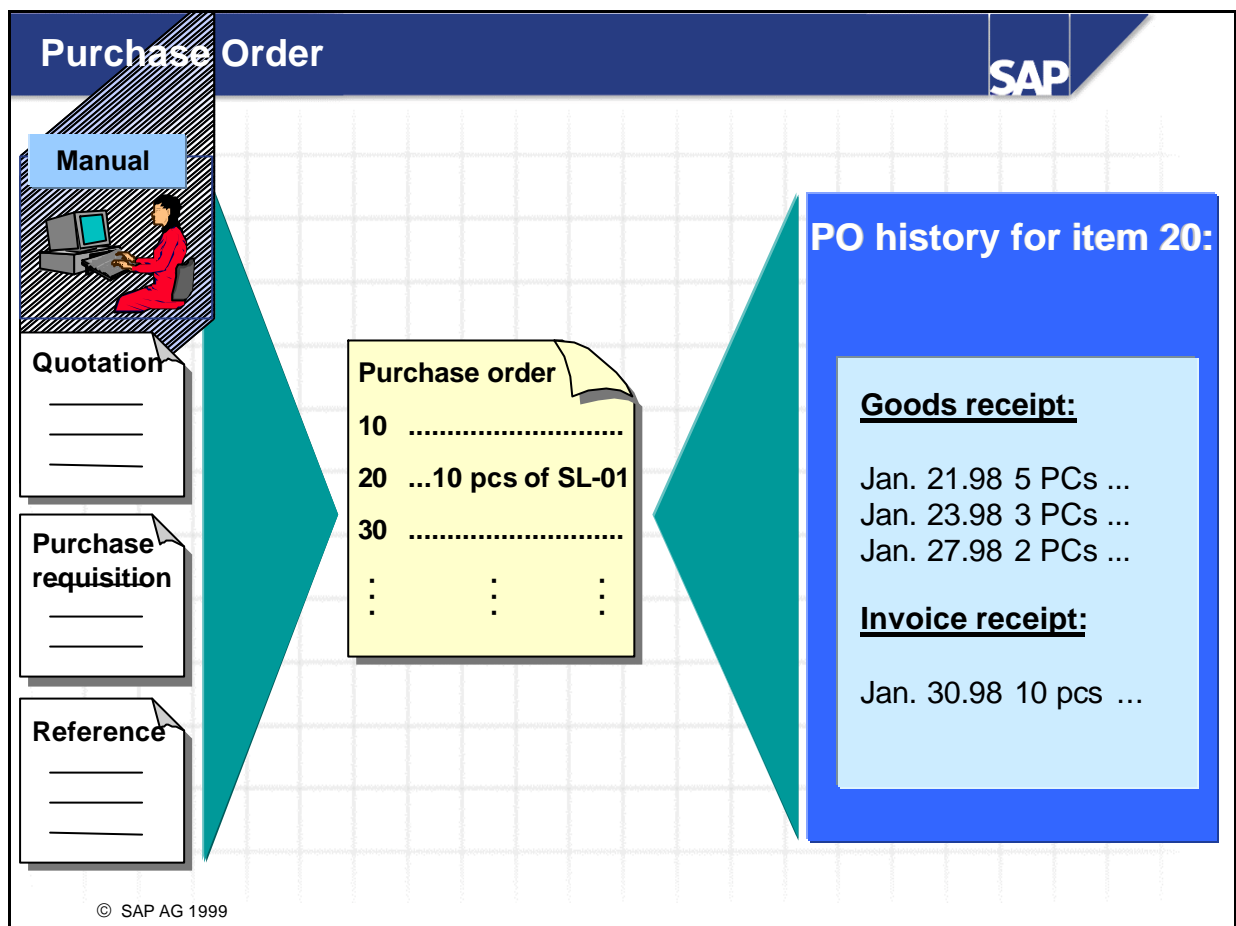 Purchase Order
SAP
Manual
Quotation
Purchase
requisition
Reference
Purchase order
10 ............................
20 ...10 pcs of SL-01
30 ............................
. . .
. . .
. . .
PO history for item 20:
Goods receipt:
Jan. 21.98 5 PCs ...
Jan. 23.98 3 PCs ...
Jan. 27.98 2 PCs ...
Invoice receipt:
Jan. 30.98 10 pcs ...
© SAP AG 1999